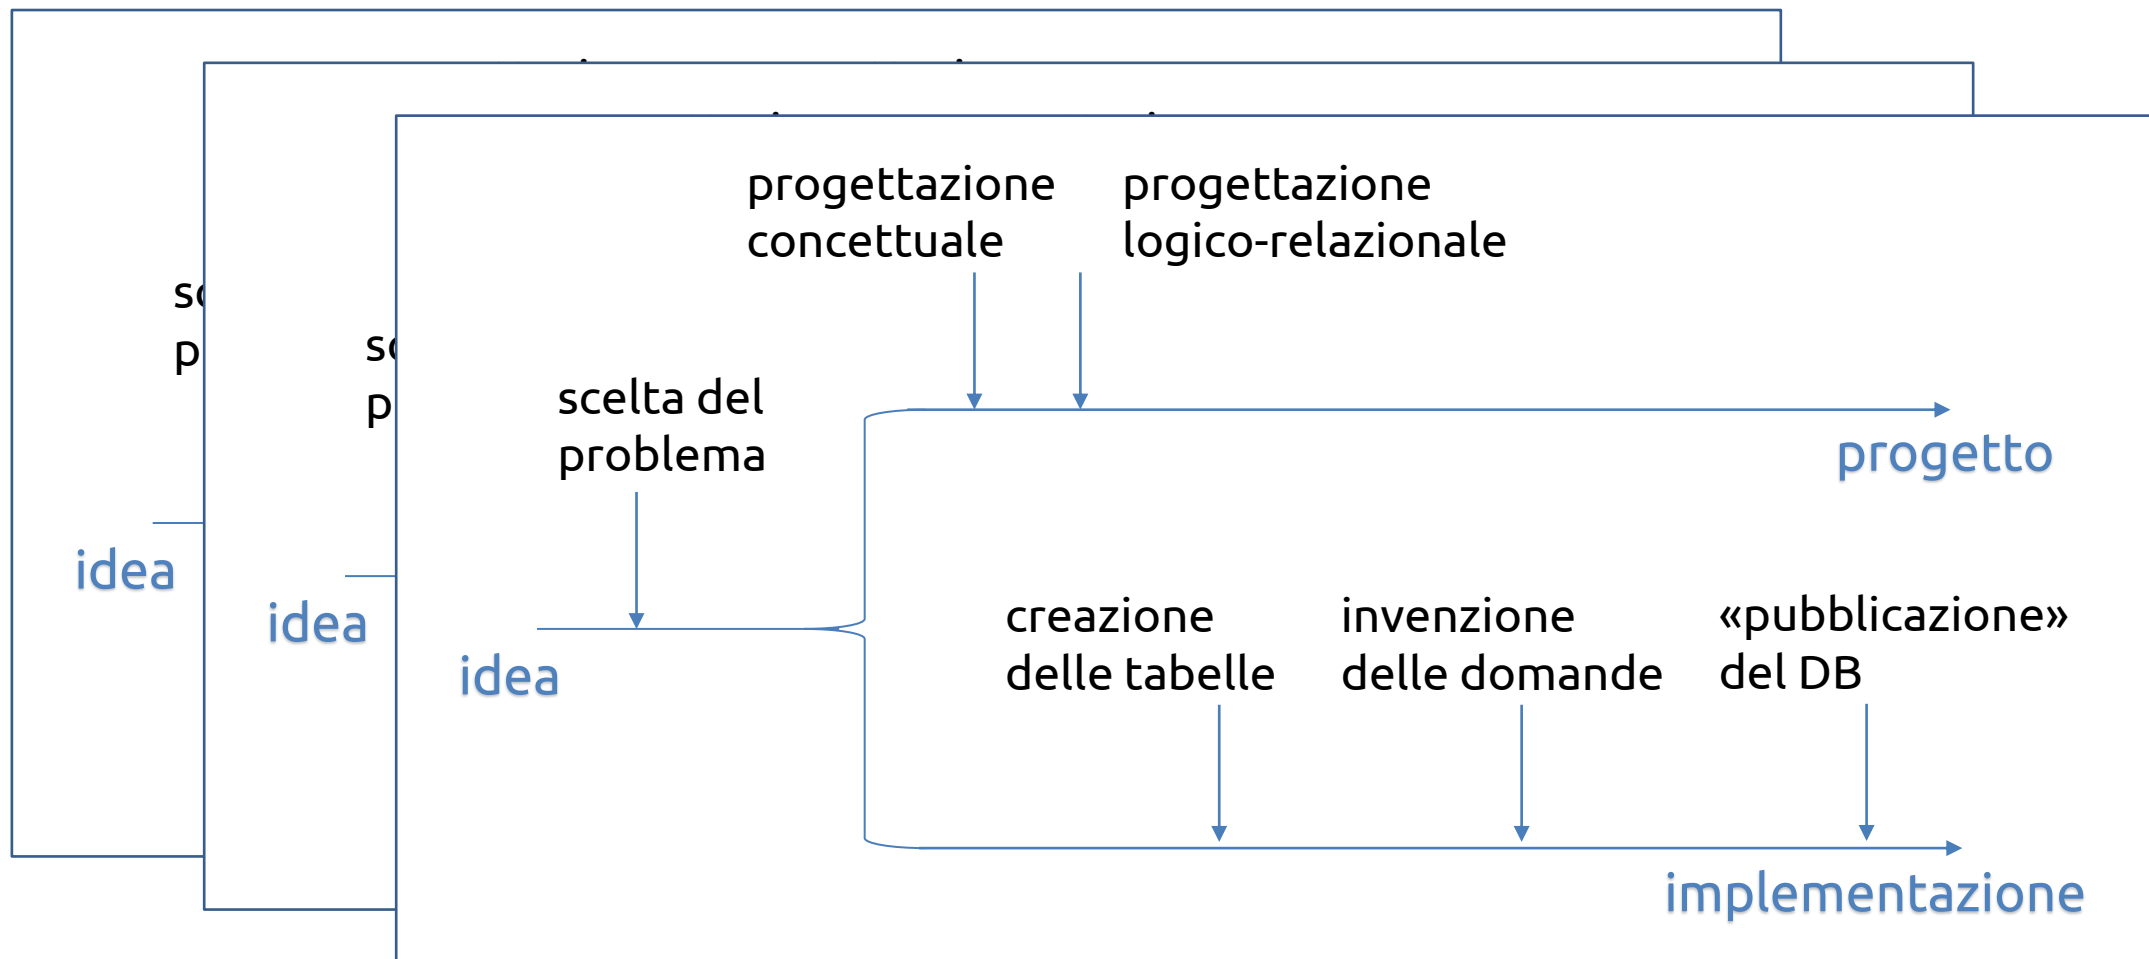 progettazione
concettuale
progettazione
logico-relazionale
scelta del
problema
progetto
idea
idea
idea
creazione
delle tabelle
invenzione
delle domande
«pubblicazione»
del DB
implementazione